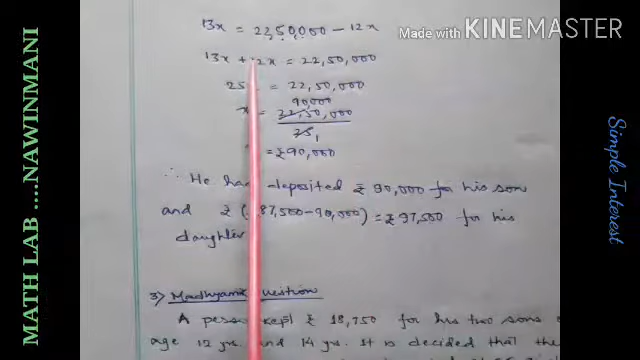 13x = 22,50,000 - 12x
Made with KINEMASTER
13x + 12x = 22,50,000
25 = 22,50,000
90,000
x = 22,50,000
25 1
= ₹90,000
∴ He had deposited ₹ 90,000 for his son
and ₹ ( 87,500-90,000) = ₹ 97,500 for his
daughter
3) Madhyamik Question
A person kept ₹ 18,750 for his two sons
age 12 yrs. and 14 yrs. It is decided that the
MATH LAB ....NAWINMANI
Simple Interest